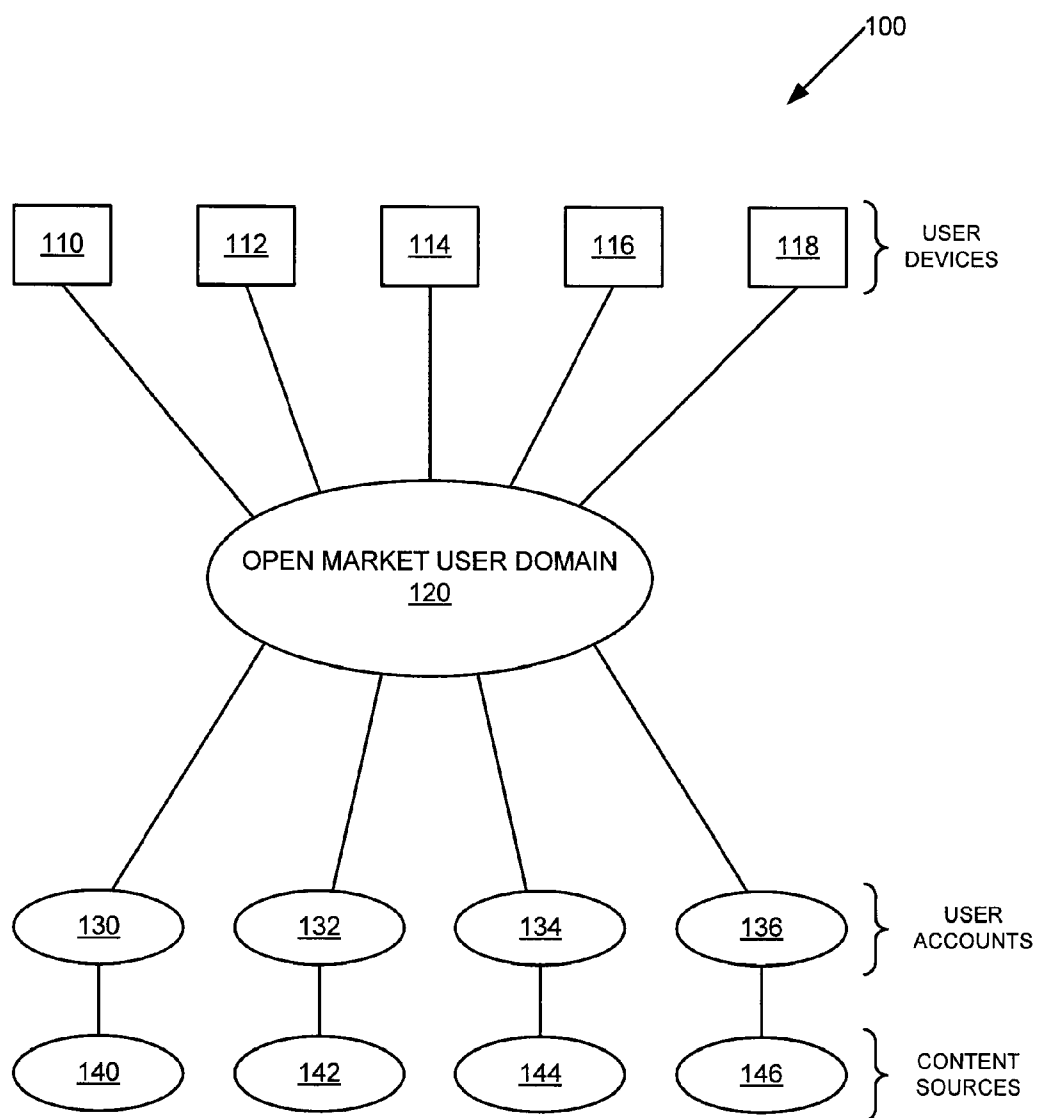 100
110 112 114 116 118
USER
DEVICES
OPEN MARKET USER DOMAIN
120
130 132 134 136
USER
ACCOUNTS
140 142 144 146
CONTENT
SOURCES